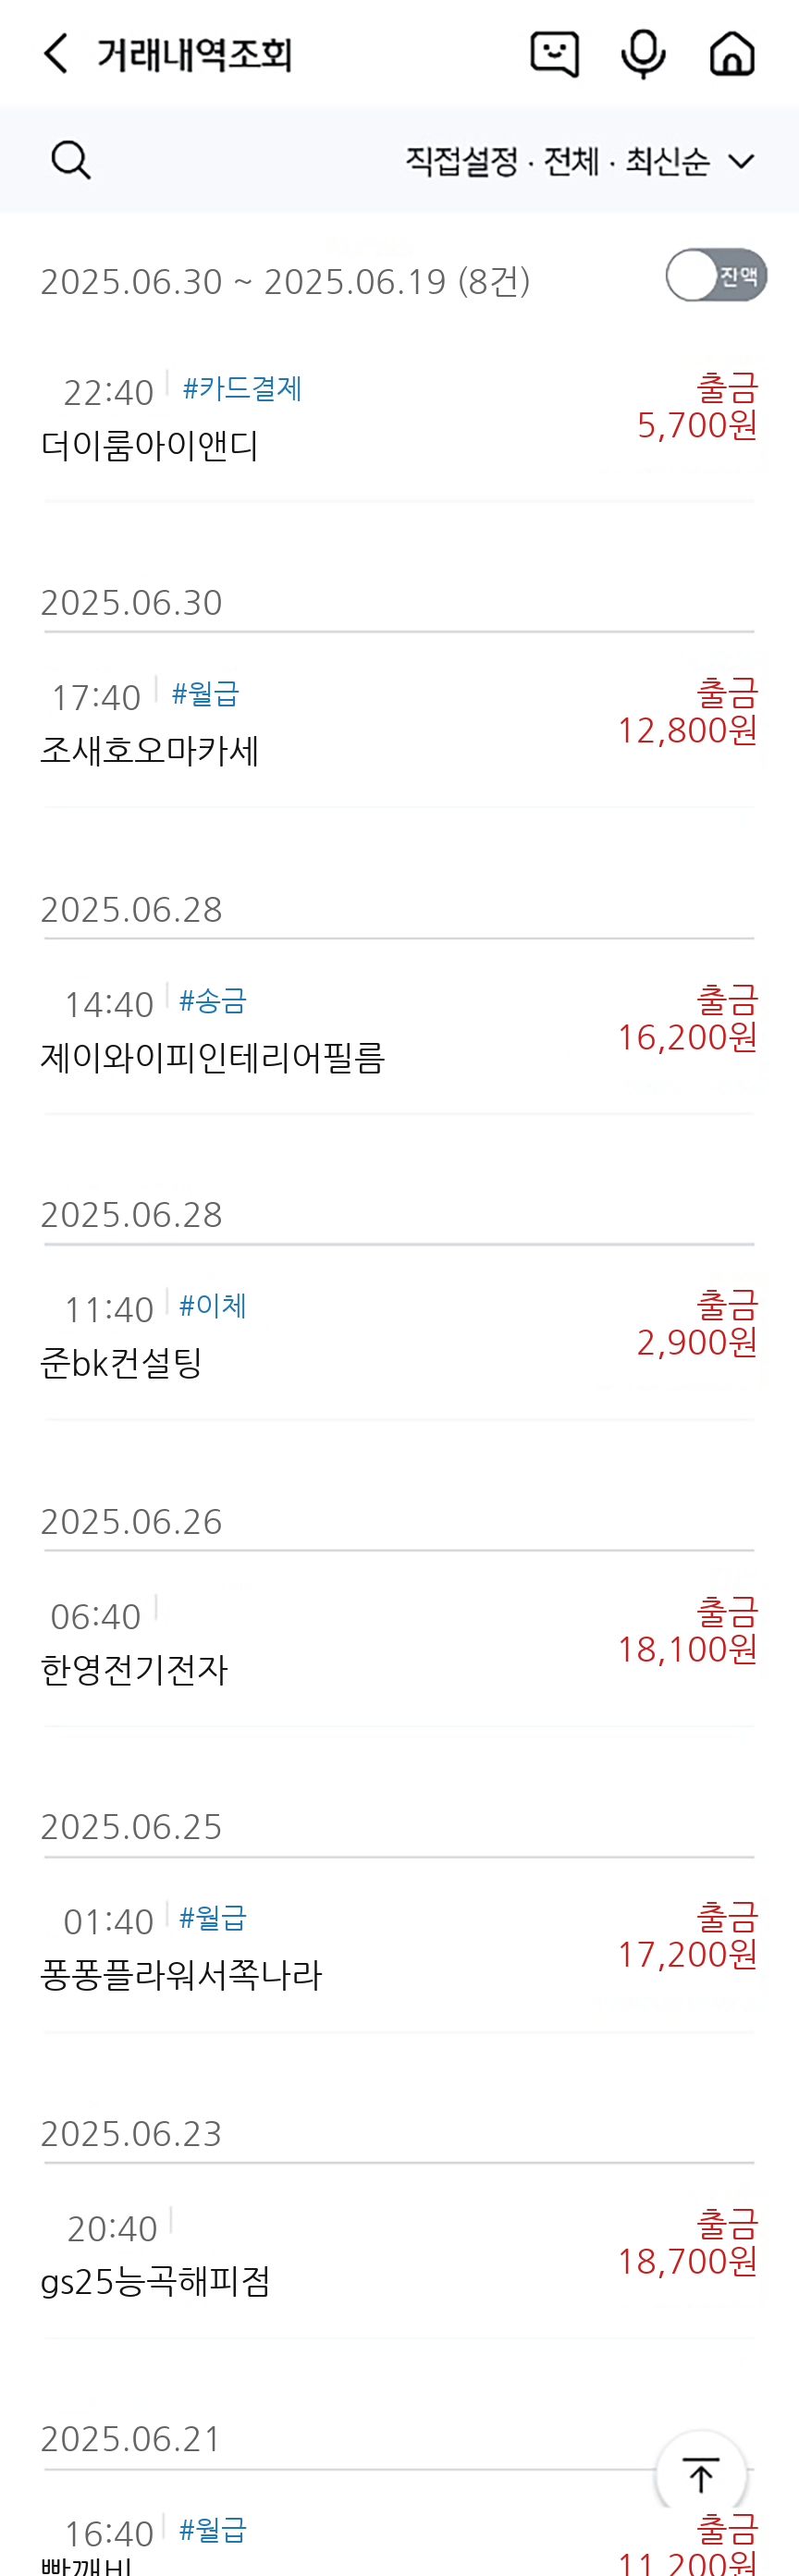 거래내역조회
직접설정 · 전체 · 최신순
2025.06.30 ~ 2025.06.19 (8건)
잔액
22:40 #카드결제
출금
더이룸아이앤디
5,700원
2025.06.30
17:40 #월급
출금
조새호오마카세
12,800원
2025.06.28
14:40 #송금
출금
제이와이피인테리어필름
16,200원
2025.06.28
11:40 #이체
출금
준bk컨설팅
2,900원
2025.06.26
06:40
출금
한영전기전자
18,100원
2025.06.25
01:40 #월급
출금
퐁퐁플라워서쪽나라
17,200원
2025.06.23
20:40
출금
gs25능곡해피점
18,700원
2025.06.21
16:40 #월급
출금
빵깨비
11,200원